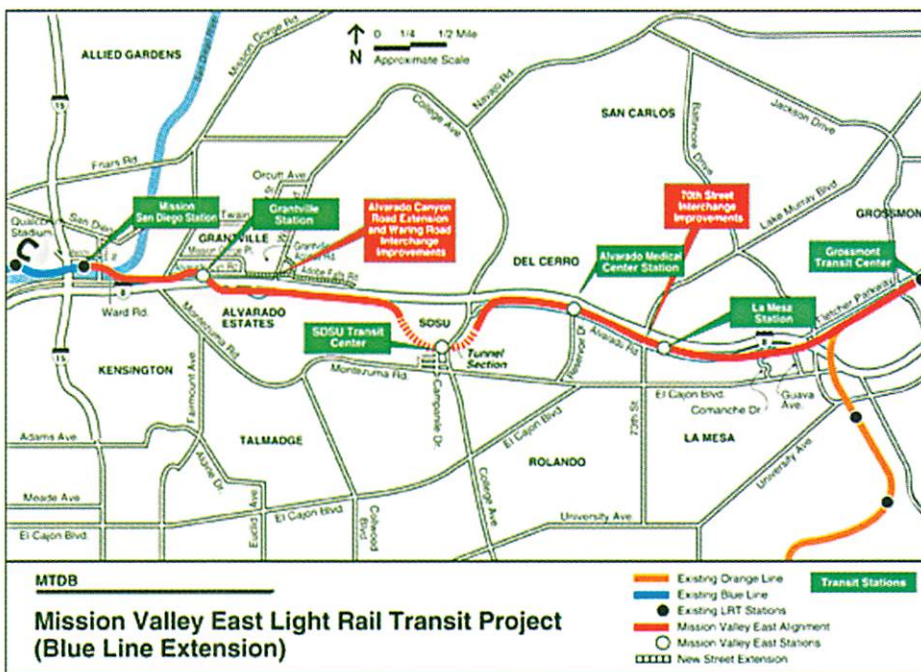 ALLIED GARDENS
San Diego River
Mission Gorge Rd
N
0 1/4 1/2 Mile
Approximate Scale
15
Friars Rd.
College Ave.
Navajo Rd
SAN CARLOS
Baltimore Drive
Jackson Drive
Lake Murray Blvd
GROSSMO
Orcutt Ave.
Qualco
Stadium
San Dieg
Mission
San Diego Station
Twain
GRANTVILLE
Grantville
Station
Alvarado Canyon
Road Extension
and Waring Road
Interchange
Improvements
Adobe Falls Rd.
DEL CERRO
Alvarado Medical
Center Station
70th Street
Interchange
Improvements
Grossmont
Transit Center
Fletcher Parkway
La Mesa
Station
8
Ward Rd.
ALVARADO
ESTATES
SDSU
SDSU Transit
Center
Tunnel
Section
Alvarado Rd
8
Montezuma Rd.
Montezuma Rd.
El Cajon Blvd.
Comanche Dr.
Guava
Ave.
15
KENSINGTON
Fairmount Ave.
Campanile Dr.
El Cajon Blvd.
70th St
LA MESA
University Ave.
Adams Ave.
Aldine Dr.
TALMADGE
ROLANDO
Meade Ave
El Cajon Blvd.
Euclid Ave
El Cajon Blvd.
Collwood
Blvd
College Ave
University Ave.
MTDB
Mission Valley East Light Rail Transit Project
(Blue Line Extension)
Existing Orange Line
Existing Blue Line
Existing LRT Stations
Mission Valley East Alignment
Mission Valley East Stations
New Street Extension
Transit Stations